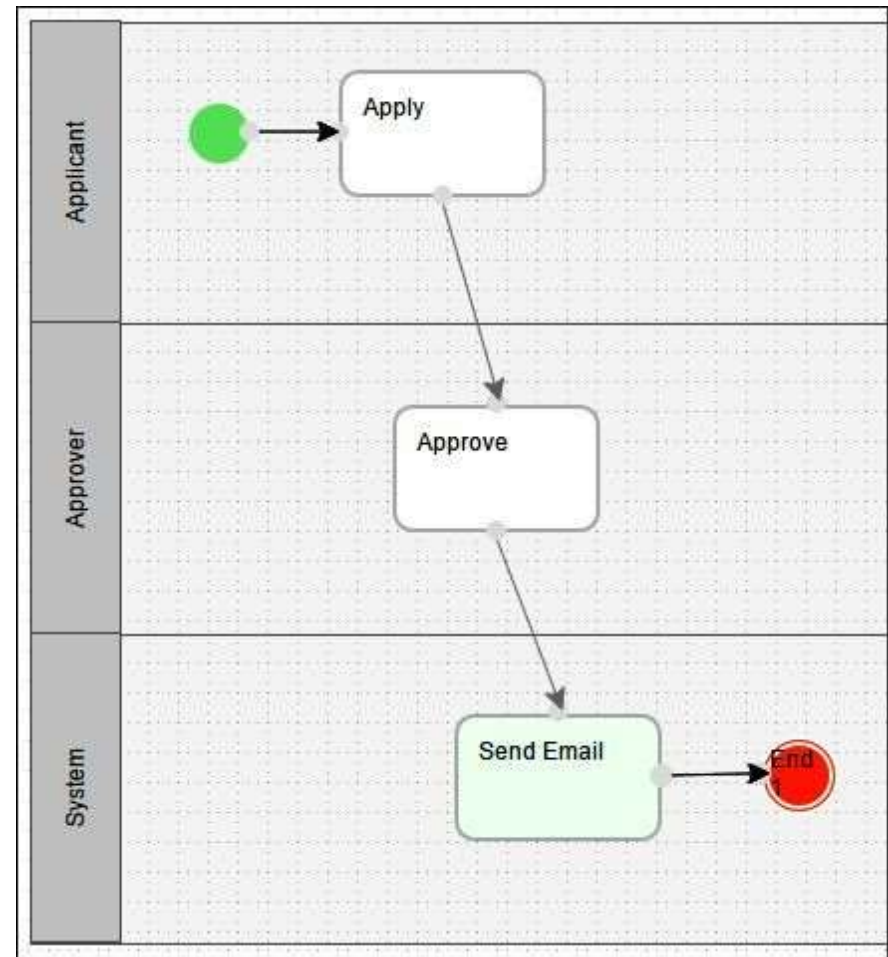 Applicant
Apply
Approver
Approve
System
Send Email
End
1